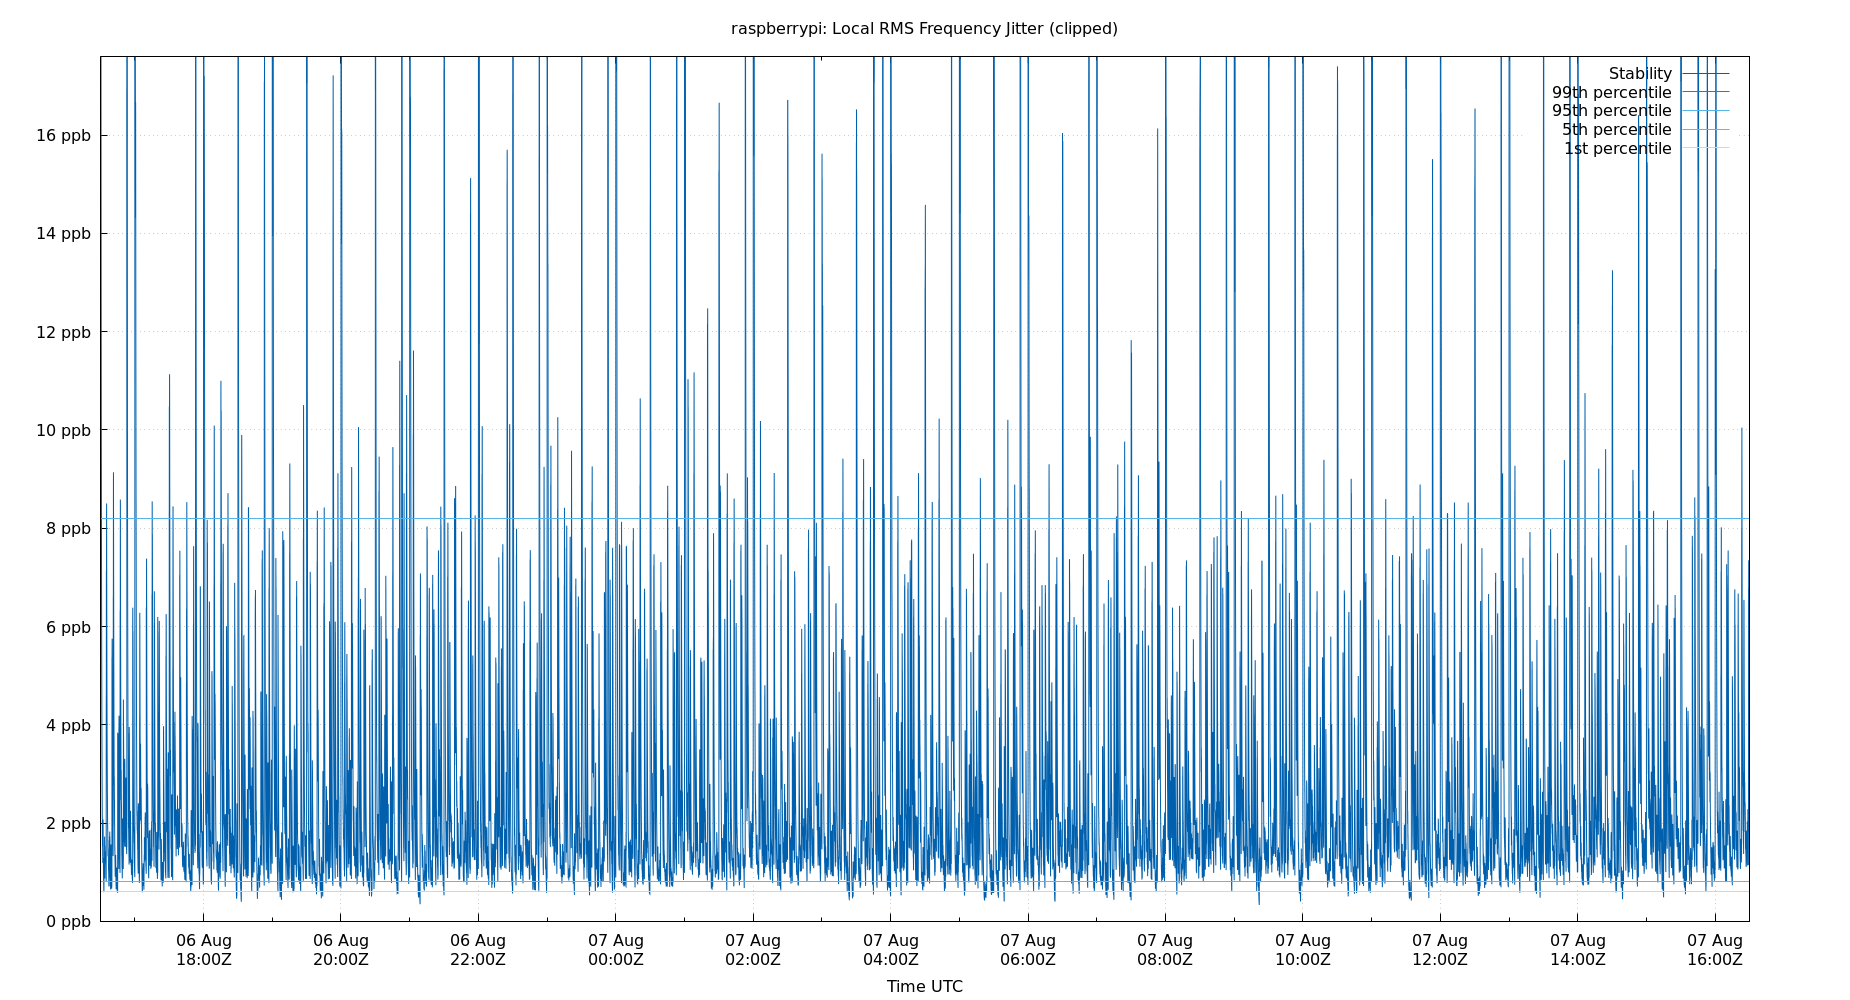 raspberrypi: Local RMS Frequency Jitter (clipped)
Stability
99th percentile
95th percentile
5th percentile
1st percentile
16 ppb
14 ppb
12 ppb
10 ppb
8 ppb
6 ppb
4 ppb
2 ppb
0 ppb
06 Aug 06 Aug 06 Aug 07 Aug 07 Aug 07 Aug 07 Aug 07 Aug 07 Aug 07 Aug 07 Aug 07 Aug
18:00Z 20:00Z 22:00Z 00:00Z 02:00Z 04:00Z 06:00Z 08:00Z 10:00Z 12:00Z 14:00Z 16:00Z
Time UTC